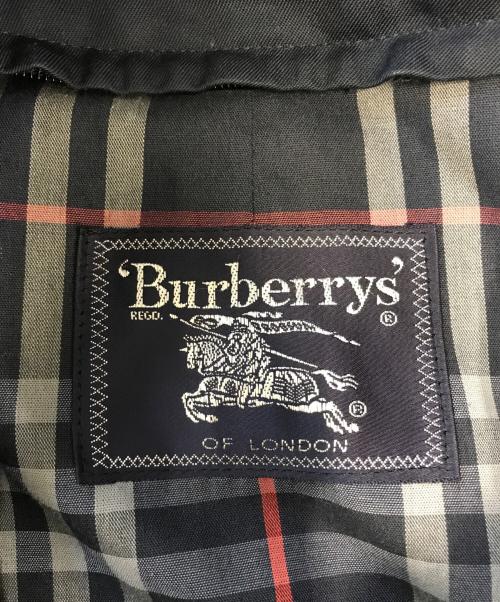 ‘Burberrys’
REGD. ®
®
OF LONDON